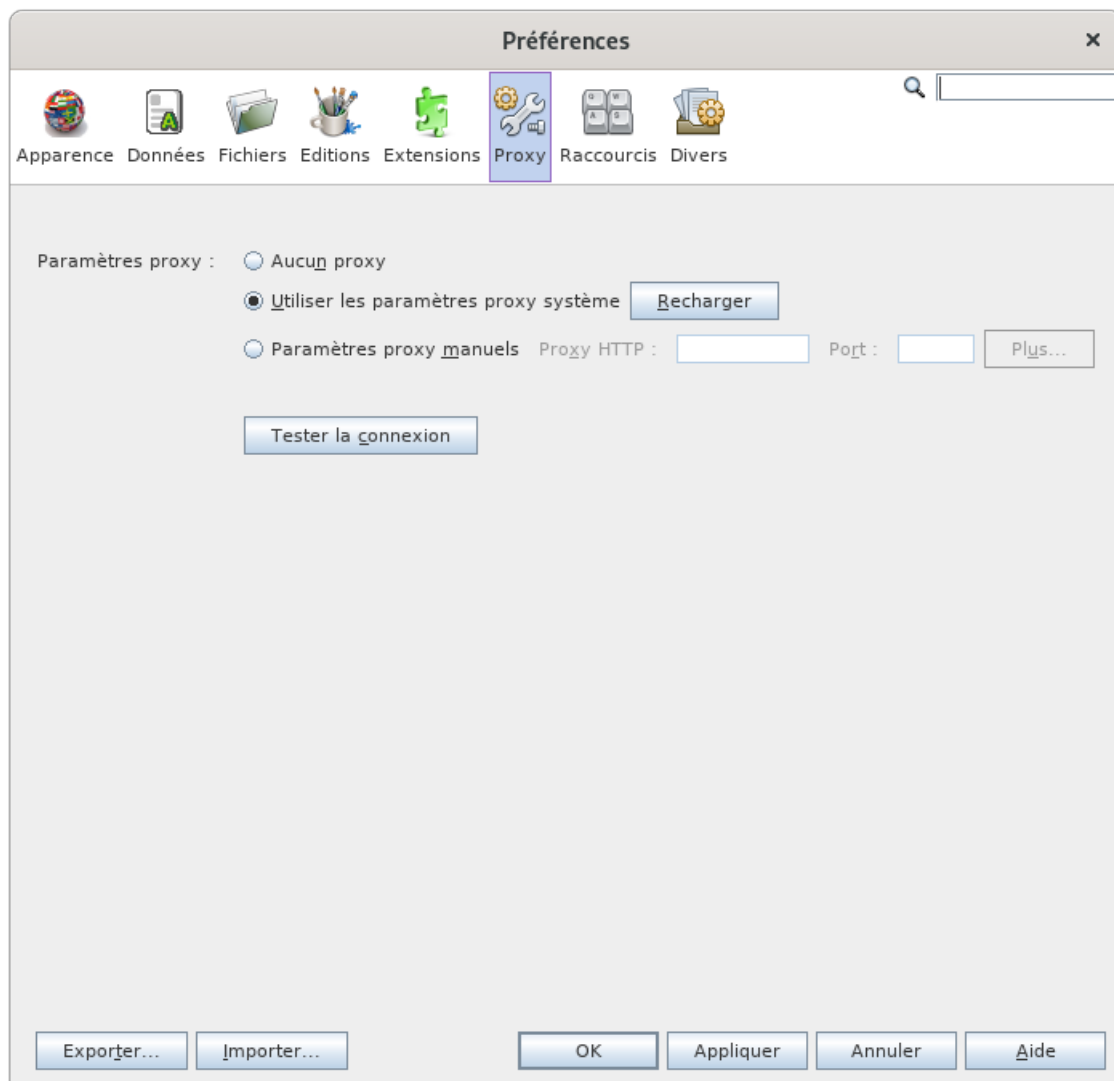 Préférences
Apparence Données Fichiers Editions Extensions Proxy Raccourcis Divers
Paramètres proxy : Aucun proxy
Utiliser les paramètres proxy système Recharger
Paramètres proxy manuels Proxy HTTP : Port : Plus...
Tester la connexion
Exporter... Importer... OK Appliquer Annuler Aide